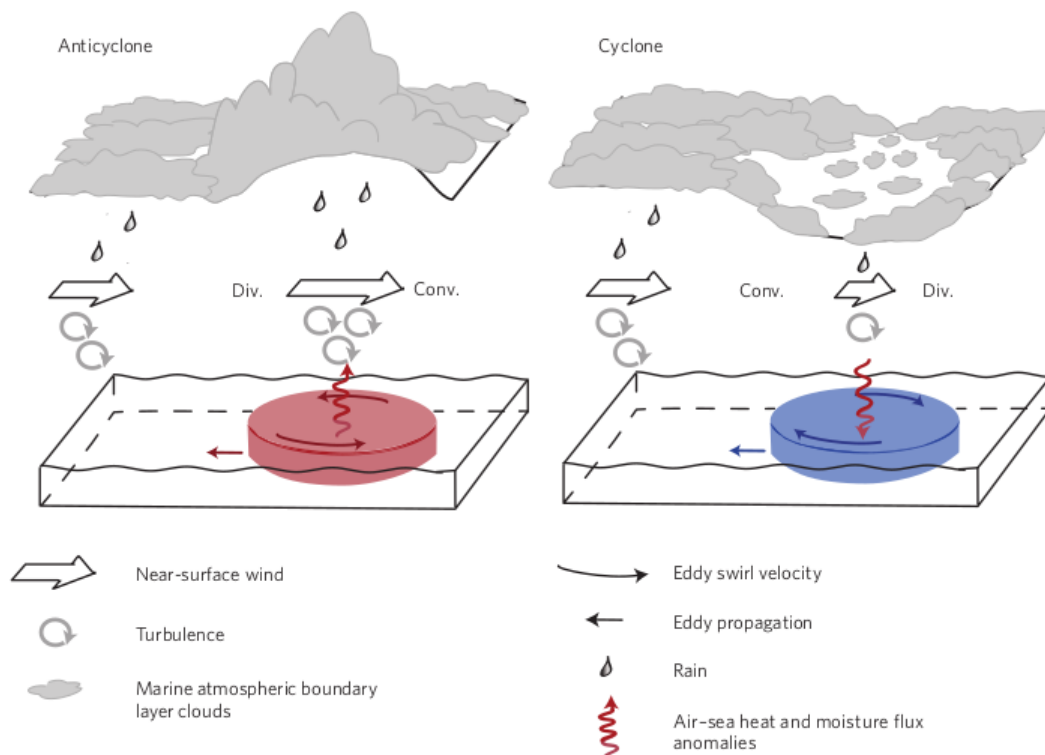 Anticyclone
Cyclone
Div.
Conv.
Conv.
Div.
Near-surface wind
Turbulence
Marine atmospheric boundary
layer clouds
Eddy swirl velocity
Eddy propagation
Rain
Air–sea heat and moisture flux
anomalies